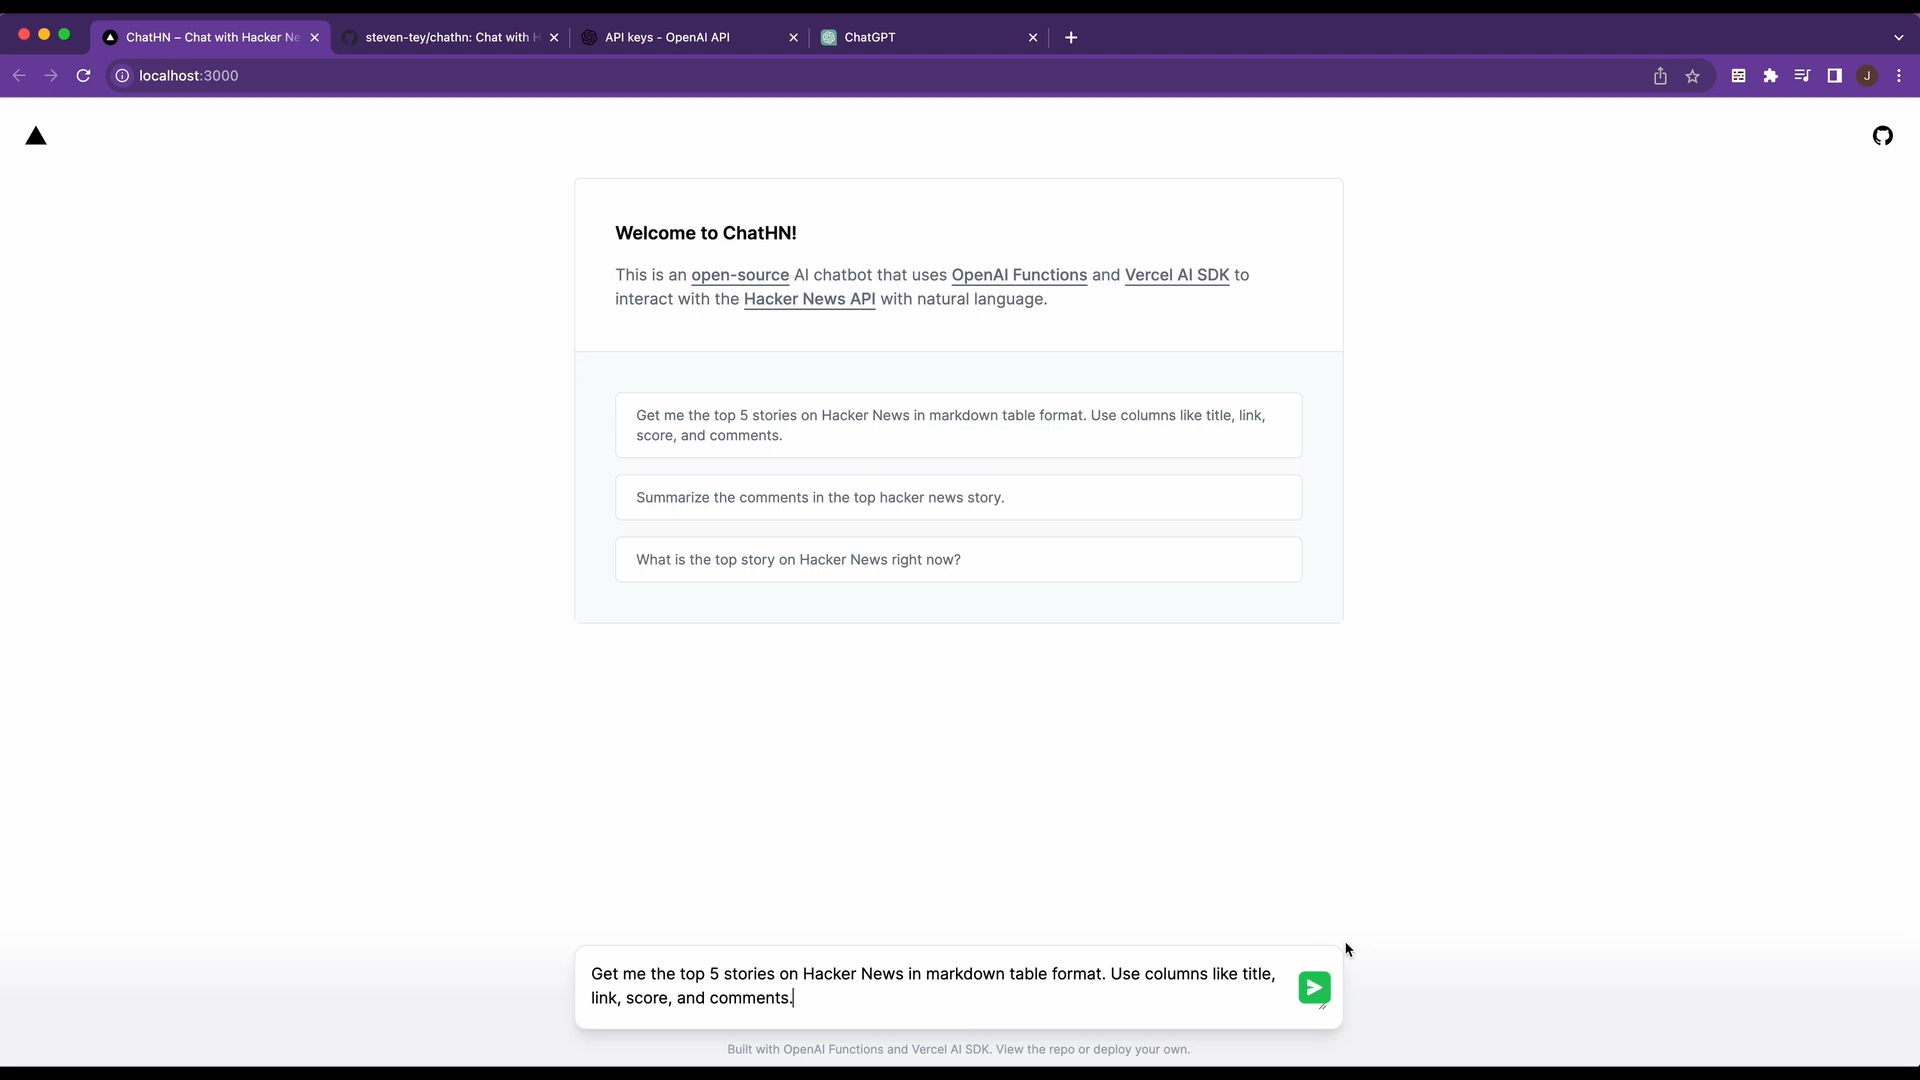 ChatHN – Chat with Hacker Ne
steven-tey/chathn: Chat with H
API keys - OpenAI API
ChatGPT
localhost:3000
J
Welcome to ChatHN!
This is an open-source AI chatbot that uses OpenAI Functions and Vercel AI SDK to
interact with the Hacker News API with natural language.
Get me the top 5 stories on Hacker News in markdown table format. Use columns like title, link,
score, and comments.
Summarize the comments in the top hacker news story.
What is the top story on Hacker News right now?
Get me the top 5 stories on Hacker News in markdown table format. Use columns like title,
link, score, and comments.
Built with OpenAI Functions and Vercel AI SDK. View the repo or deploy your own.